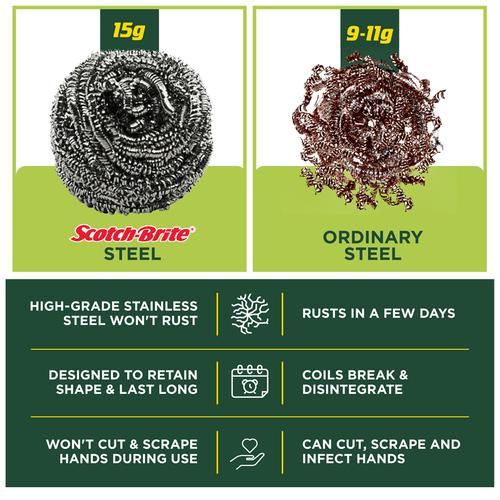 15g
9-11g
Scotch-Brite
STEEL
ORDINARY
STEEL
HIGH-GRADE STAINLESS
STEEL WON'T RUST
RUSTS IN A FEW DAYS
DESIGNED TO RETAIN
SHAPE & LAST LONG
COILS BREAK &
DISINTEGRATE
WON'T CUT & SCRAPE
HANDS DURING USE
CAN CUT, SCRAPE AND
INFECT HANDS